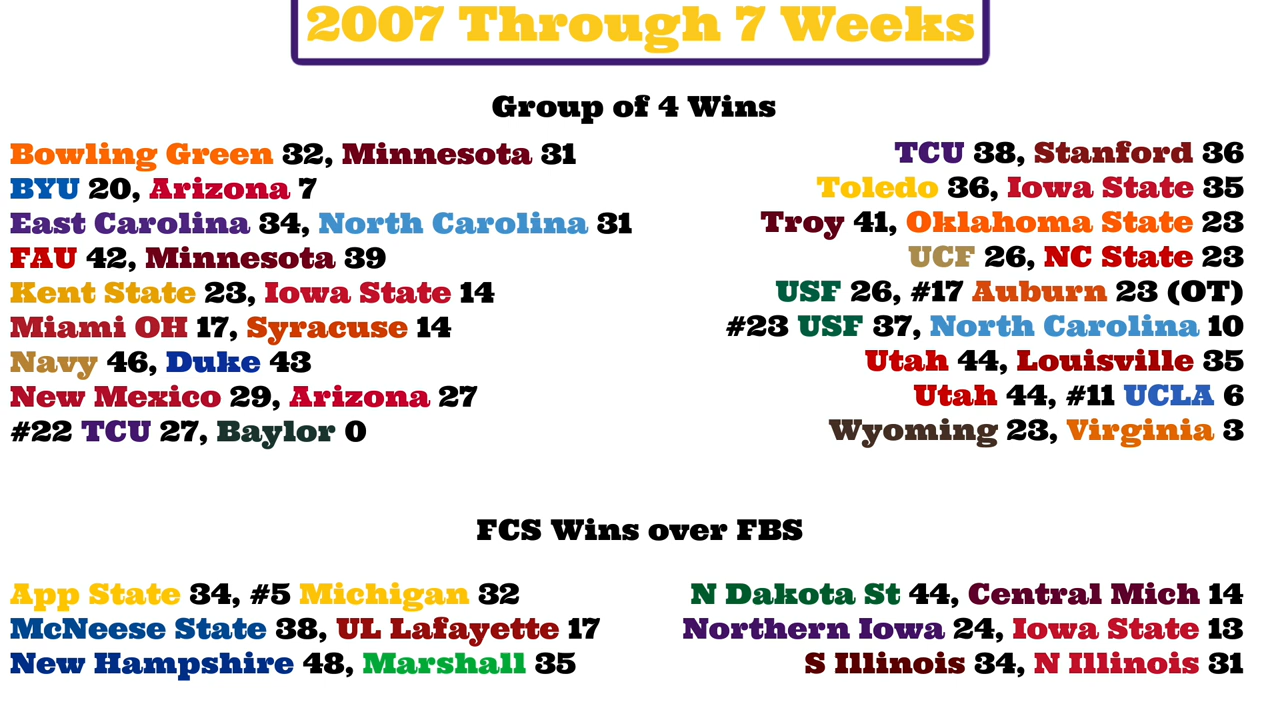 2007 Through 7 Weeks
Group of 4 Wins
Bowling Green 32, Minnesota 31
BYU 20, Arizona 7
East Carolina 34, North Carolina 31
FAU 42, Minnesota 39
Kent State 23, Iowa State 14
Miami OH 17, Syracuse 14
Navy 46, Duke 43
New Mexico 29, Arizona 27
#22 TCU 27, Baylor 0
TCU 38, Stanford 36
Toledo 36, Iowa State 35
Troy 41, Oklahoma State 23
UCF 26, NC State 23
USF 26, #17 Auburn 23 (OT)
#23 USF 37, North Carolina 10
Utah 44, Louisville 35
Utah 44, #11 UCLA 6
Wyoming 23, Virginia 3
FCS Wins over FBS
App State 34, #5 Michigan 32
McNeese State 38, UL Lafayette 17
New Hampshire 48, Marshall 35
N Dakota St 44, Central Mich 14
Northern Iowa 24, Iowa State 13
S Illinois 34, N Illinois 31